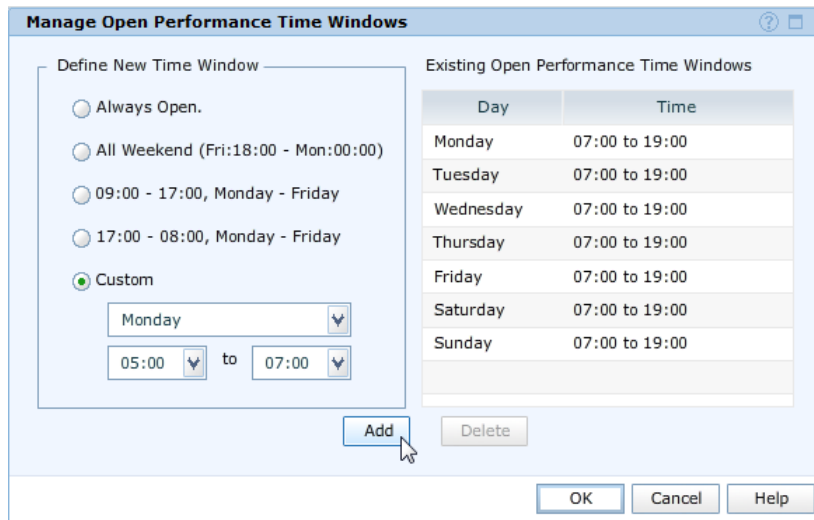 Manage Open Performance Time Windows
?
Define New Time Window
Always Open.
All Weekend (Fri:18:00 - Mon:00:00)
09:00 - 17:00, Monday - Friday
17:00 - 08:00, Monday - Friday
Custom
Monday
05:00 to 07:00
Existing Open Performance Time Windows
Day Time
Monday 07:00 to 19:00
Tuesday 07:00 to 19:00
Wednesday 07:00 to 19:00
Thursday 07:00 to 19:00
Friday 07:00 to 19:00
Saturday 07:00 to 19:00
Sunday 07:00 to 19:00
Add Delete
OK Cancel Help